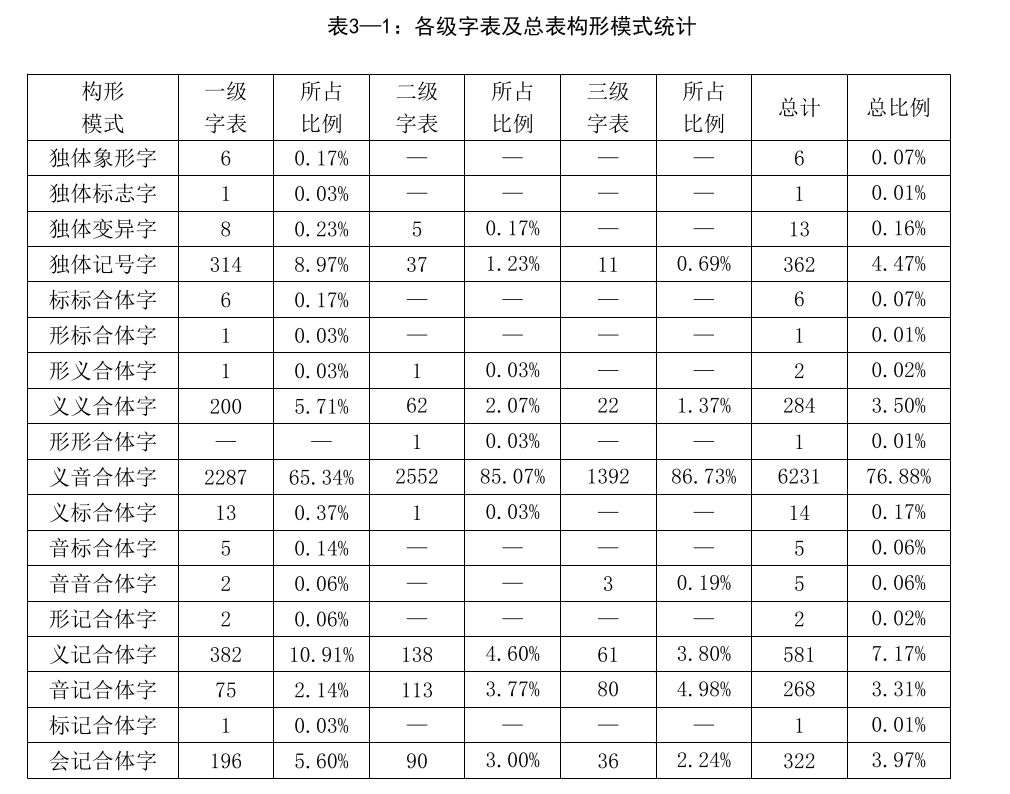 表3—1：各级字表及总表构形模式统计
构形模式 一级字表 所占比例 二级字表 所占比例 三级字表 所占比例 总计 总比例
独体象形字 6 0.17% — — — — 6 0.07%
独体标志字 1 0.03% — — — — 1 0.01%
独体变异字 8 0.23% 5 0.17% — — 13 0.16%
独体记号字 314 8.97% 37 1.23% 11 0.69% 362 4.47%
标标合体字 6 0.17% — — — — 6 0.07%
形标合体字 1 0.03% — — — — 1 0.01%
形义合体字 1 0.03% 1 0.03% — — 2 0.02%
义义合体字 200 5.71% 62 2.07% 22 1.37% 284 3.50%
形形合体字 — — 1 0.03% — — 1 0.01%
义音合体字 2287 65.34% 2552 85.07% 1392 86.73% 6231 76.88%
义标合体字 13 0.37% 1 0.03% — — 14 0.17%
音标合体字 5 0.14% — — — — 5 0.06%
音音合体字 2 0.06% — — 3 0.19% 5 0.06%
形记合体字 2 0.06% — — — — 2 0.02%
义记合体字 382 10.91% 138 4.60% 61 3.80% 581 7.17%
音记合体字 75 2.14% 113 3.77% 80 4.98% 268 3.31%
标记合体字 1 0.03% — — — — 1 0.01%
会记合体字 196 5.60% 90 3.00% 36 2.24% 322 3.97%